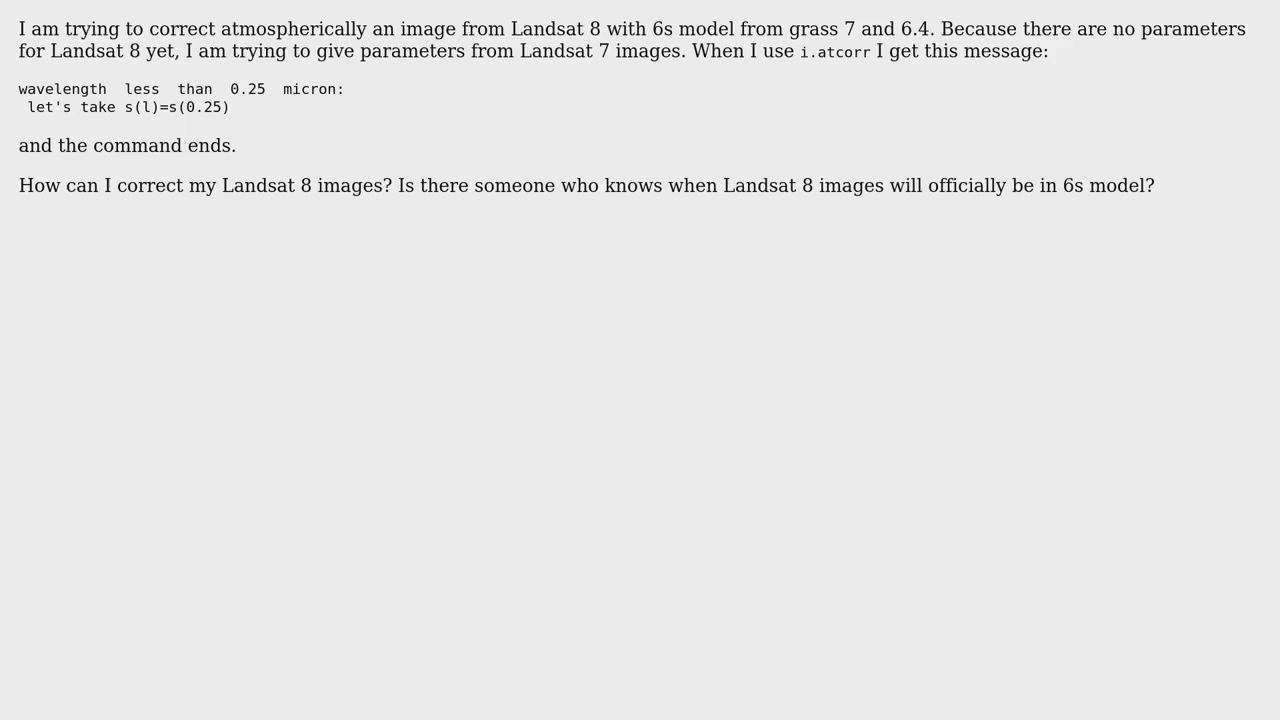 I am trying to correct atmospherically an image from Landsat 8 with 6s model from grass 7 and 6.4. Because there are no parameters
for Landsat 8 yet, I am trying to give parameters from Landsat 7 images. When I use i.atcorr I get this message:
wavelength  less  than  0.25  micron:
 let's take s(l)=s(0.25)
and the command ends.
How can I correct my Landsat 8 images? Is there someone who knows when Landsat 8 images will officially be in 6s model?